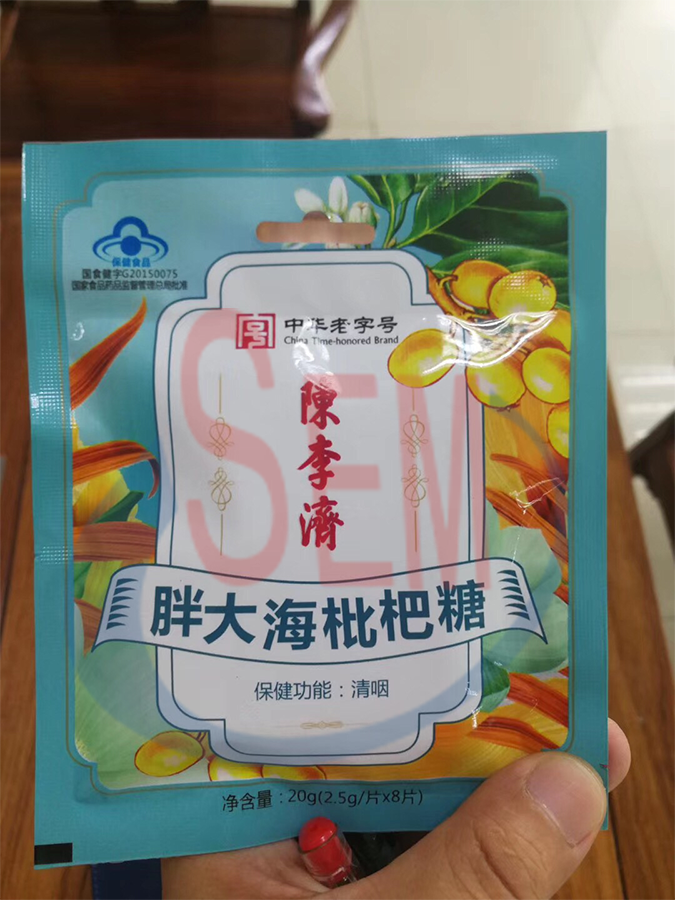 保健食品
国食健字G20150075
国家食品药品监督管理总局批准
中华老字号
China Time-honored Brand
陳李濟
SEM
胖大海枇杷糖
保健功能：清咽
净含量：20g(2.5g/片x8片)